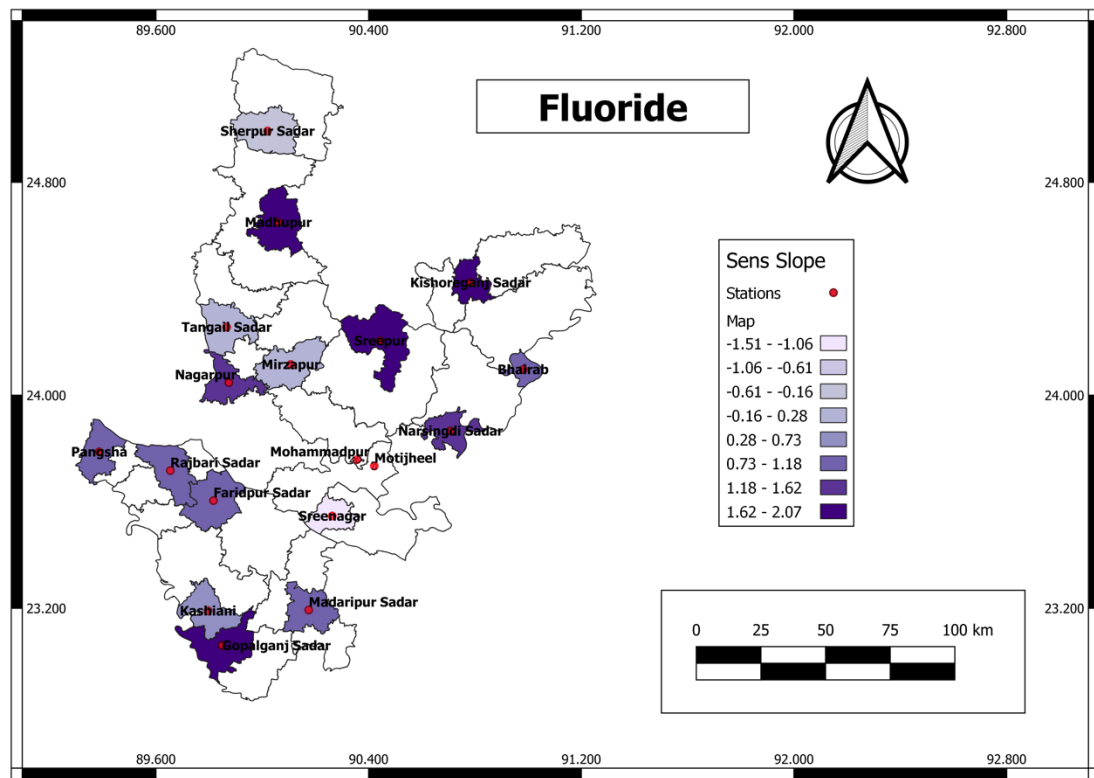 89.600 90.400 91.200 92.000 92.800
Fluoride
Sherpur Sadar
24.800 24.800
Madhupur
Kishoreganj Sadar
Tangail Sadar
Sreepur
Mirzapur
Nagarpur
Bhairab
24.000 24.000
Narsingdi Sadar
Pangsha
Mohammadpur
Motijheel
Rajbari Sadar
Faridpur Sadar
Sreenagar
Kashiani
Madaripur Sadar
Gopalganj Sadar
23.200 23.200
Sens Slope
Stations
Map
-1.51 - -1.06
-1.06 - -0.61
-0.61 - -0.16
-0.16 - 0.28
0.28 - 0.73
0.73 - 1.18
1.18 - 1.62
1.62 - 2.07
0 25 50 75 100 km
89.600 90.400 91.200 92.000 92.800